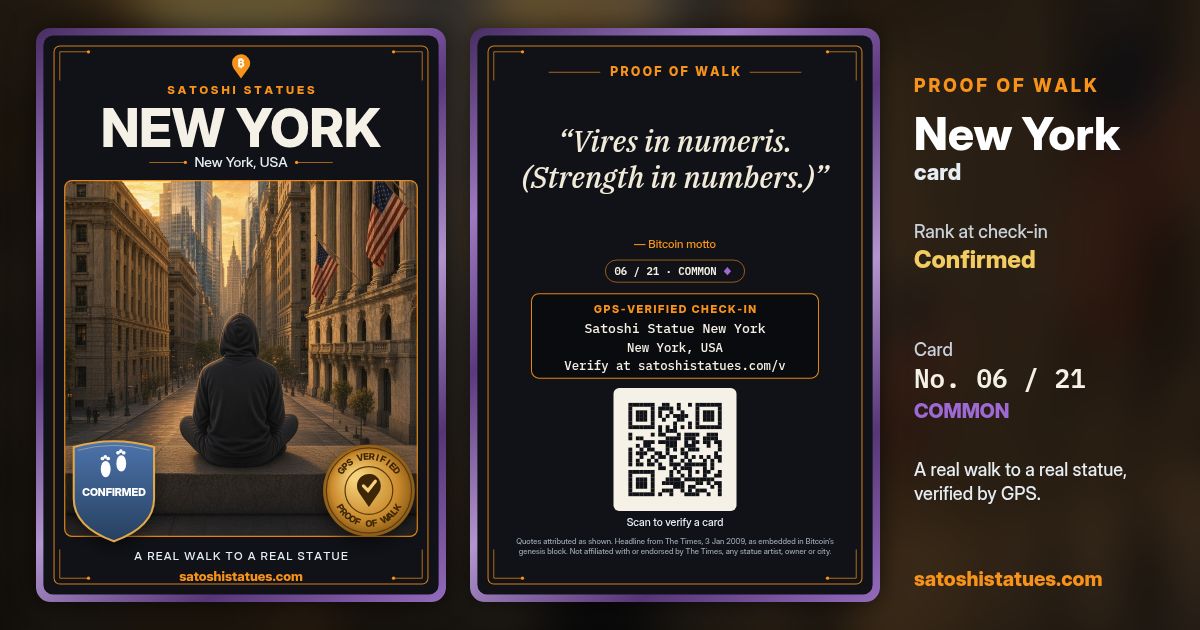 SATOSHI STATUES
NEW YORK
New York, USA
CONFIRMED
GPS VERIFIED
PROOF OF WALK
A REAL WALK TO A REAL STATUE
satoshistatues.com
PROOF OF WALK
“Vires in numeris.
(Strength in numbers.)”
— Bitcoin motto
06 / 21 · COMMON
GPS-VERIFIED CHECK-IN
Satoshi Statue New York
New York, USA
Verify at satoshistatues.com/v
Scan to verify a card
Quotes attributed as shown. Headline from The Times, 3 Jan 2009, as embedded in Bitcoin's
genesis block. Not affiliated with or endorsed by The Times, any statue artist, owner or city.
PROOF OF WALK
New York
card
Rank at check-in
Confirmed
Card
No. 06 / 21
COMMON
A real walk to a real statue,
verified by GPS.
satoshistatues.com